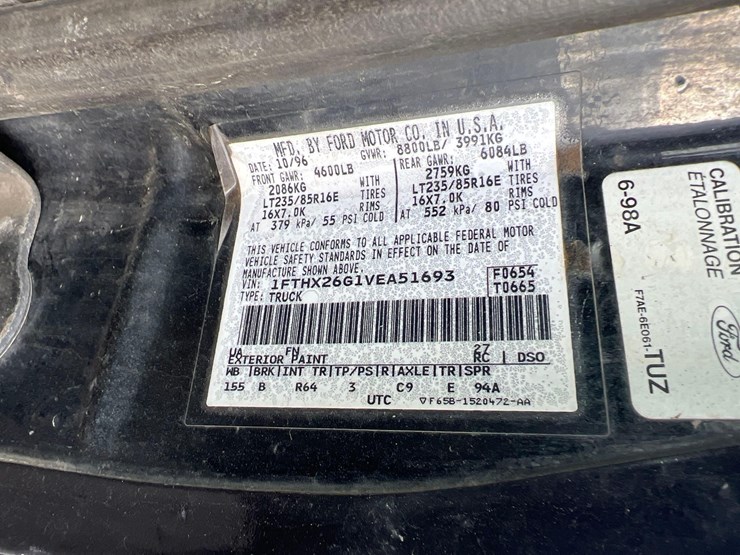 MFD. BY FORD MOTOR CO. IN U.S.A.
DATE: 10/96 GVWR: 8800LB/ 3991KG
FRONT GAWR: 4600LB REAR GAWR: 6084LB
2086KG WITH 2759KG WITH
LT235/85R16E TIRES LT235/85R16E TIRES
16X7.0K RIMS 16X7.0K RIMS
AT 379 kPa/ 55 PSI COLD AT 552 kPa/ 80 PSI COLD
THIS VEHICLE CONFORMS TO ALL APPLICABLE FEDERAL MOTOR
VEHICLE SAFETY STANDARDS IN EFFECT ON THE DATE OF
MANUFACTURE SHOWN ABOVE.
VIN: 1FTHX26G1VEA51693 F0654
TYPE: TRUCK T0665
UA FN 27
EXTERIOR PAINT RC | DSO
WB |BRK|INT TR|TP/PS|R|AXLE|TR|SPR
155 B R64 3 C9 E 94A
UTC ▽F65B-1520472-AA
CALIBRATION
ÉTALONNAGE
6-98A
Ford
F7AE-6E061-TUZ